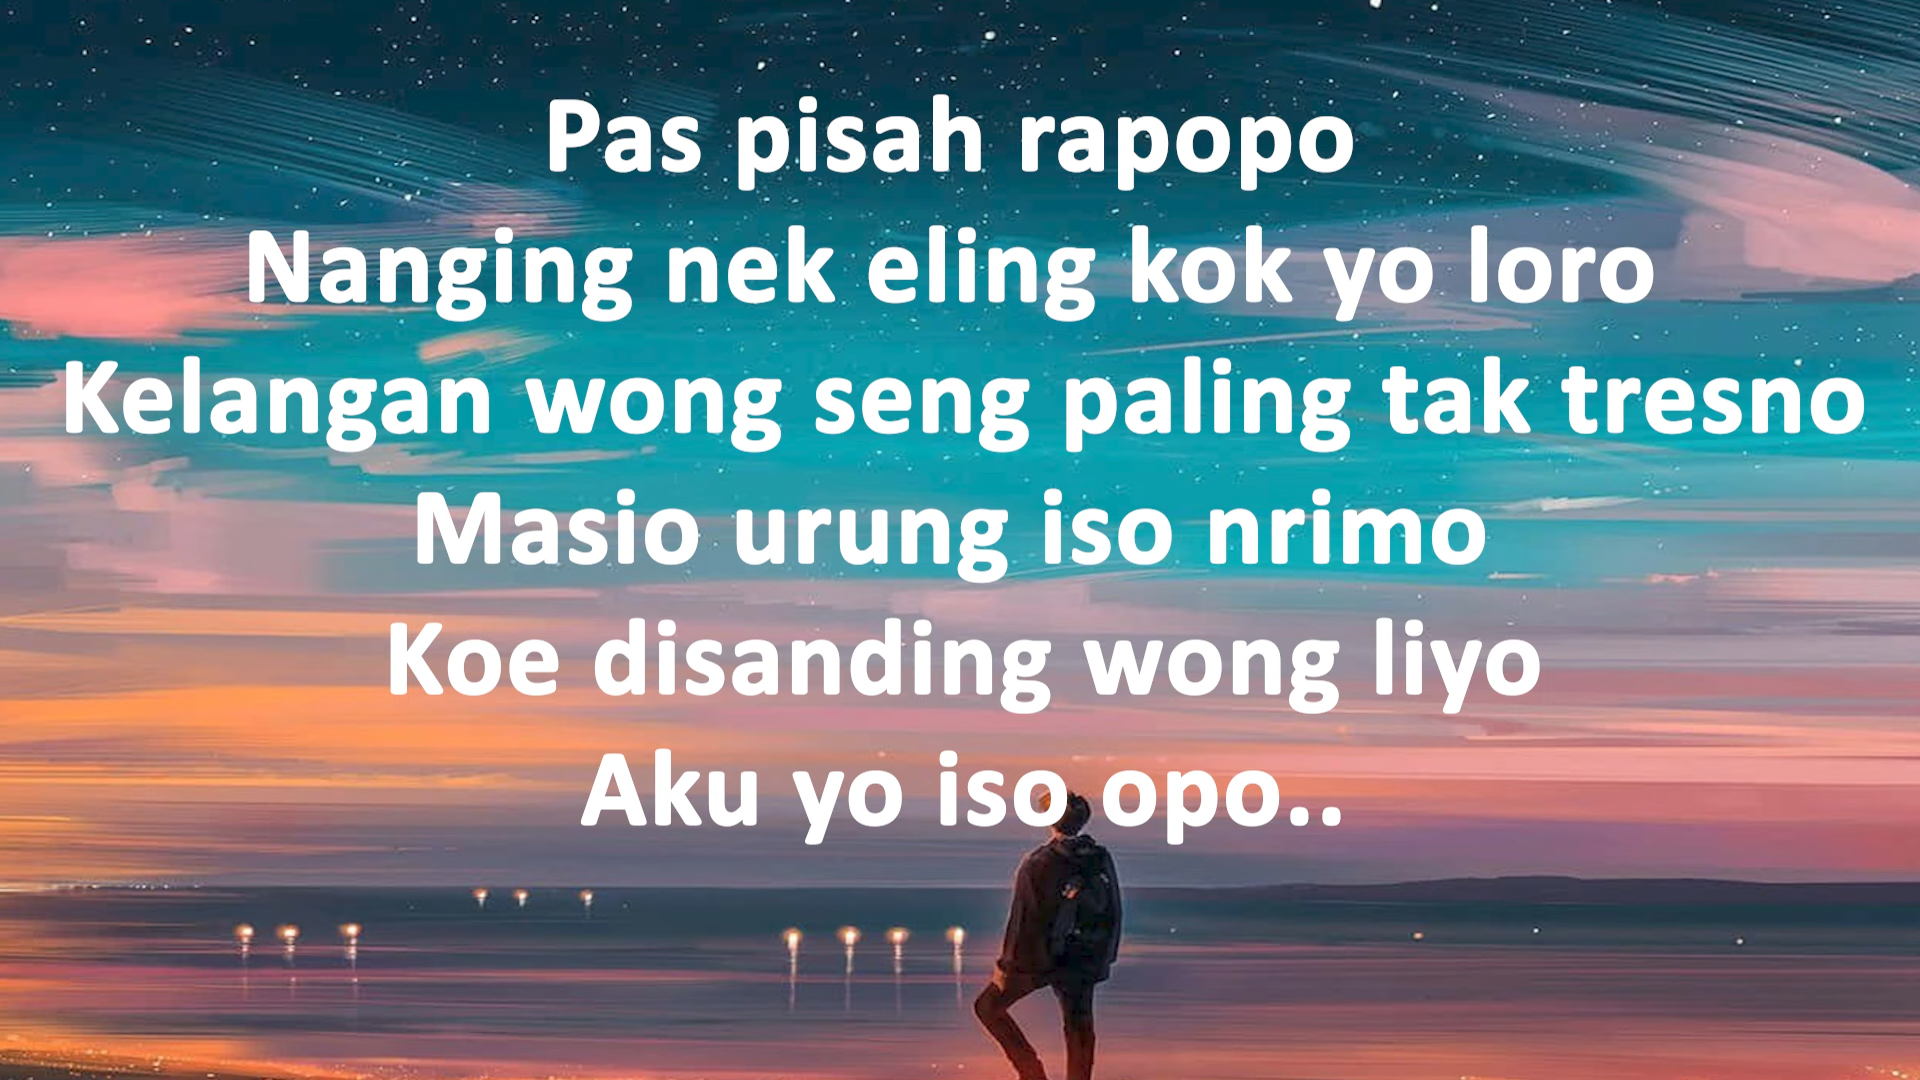 Pas pisah rapopo
Nanging nek eling kok yo loro
Kelangan wong seng paling tak tresno
Masio urung iso nrimo
Koe disanding wong liyo
Aku yo iso opo..